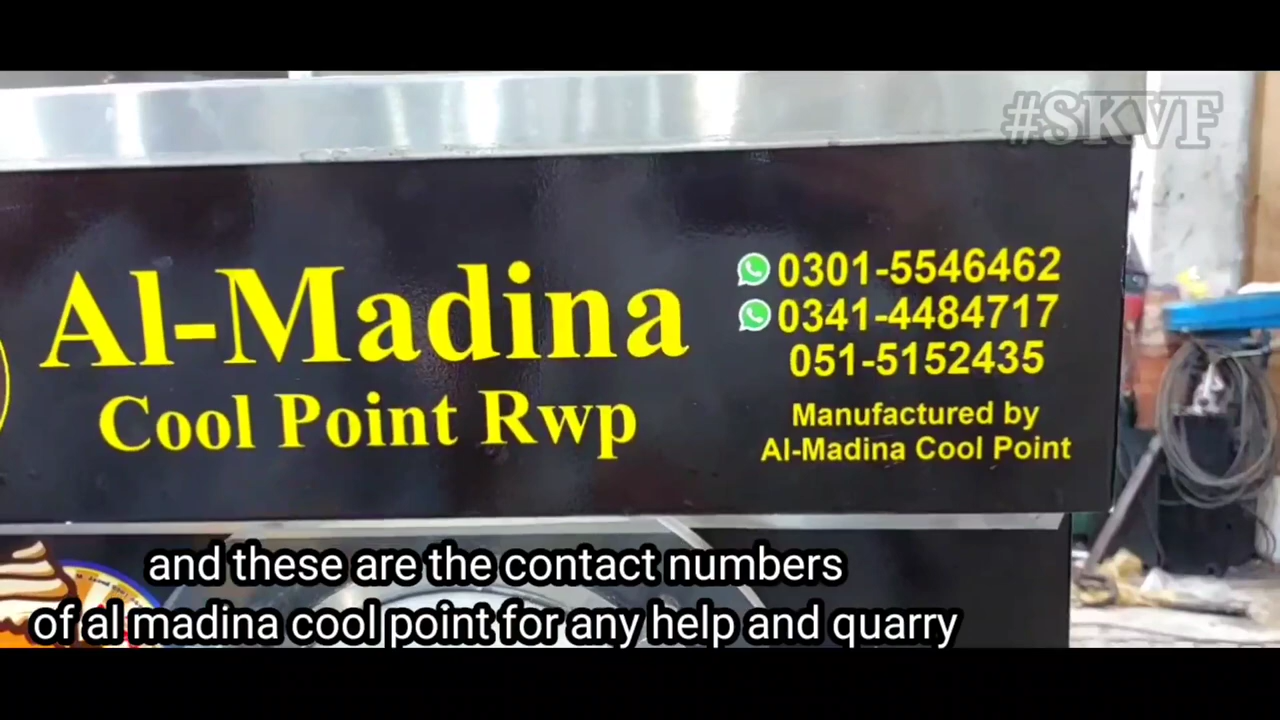 #SKVF
Al-Madina
Cool Point Rwp
0301-5546462
0341-4484717
051-5152435
Manufactured by
Al-Madina Cool Point
and these are the contact numbers
of al madina cool point for any help and quarry